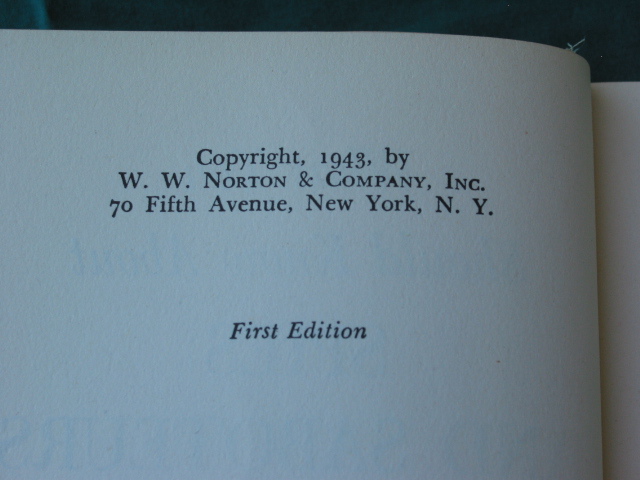 Copyright, 1943, by
W. W. NORTON & COMPANY, INC.
70 Fifth Avenue, New York, N. Y.
First Edition